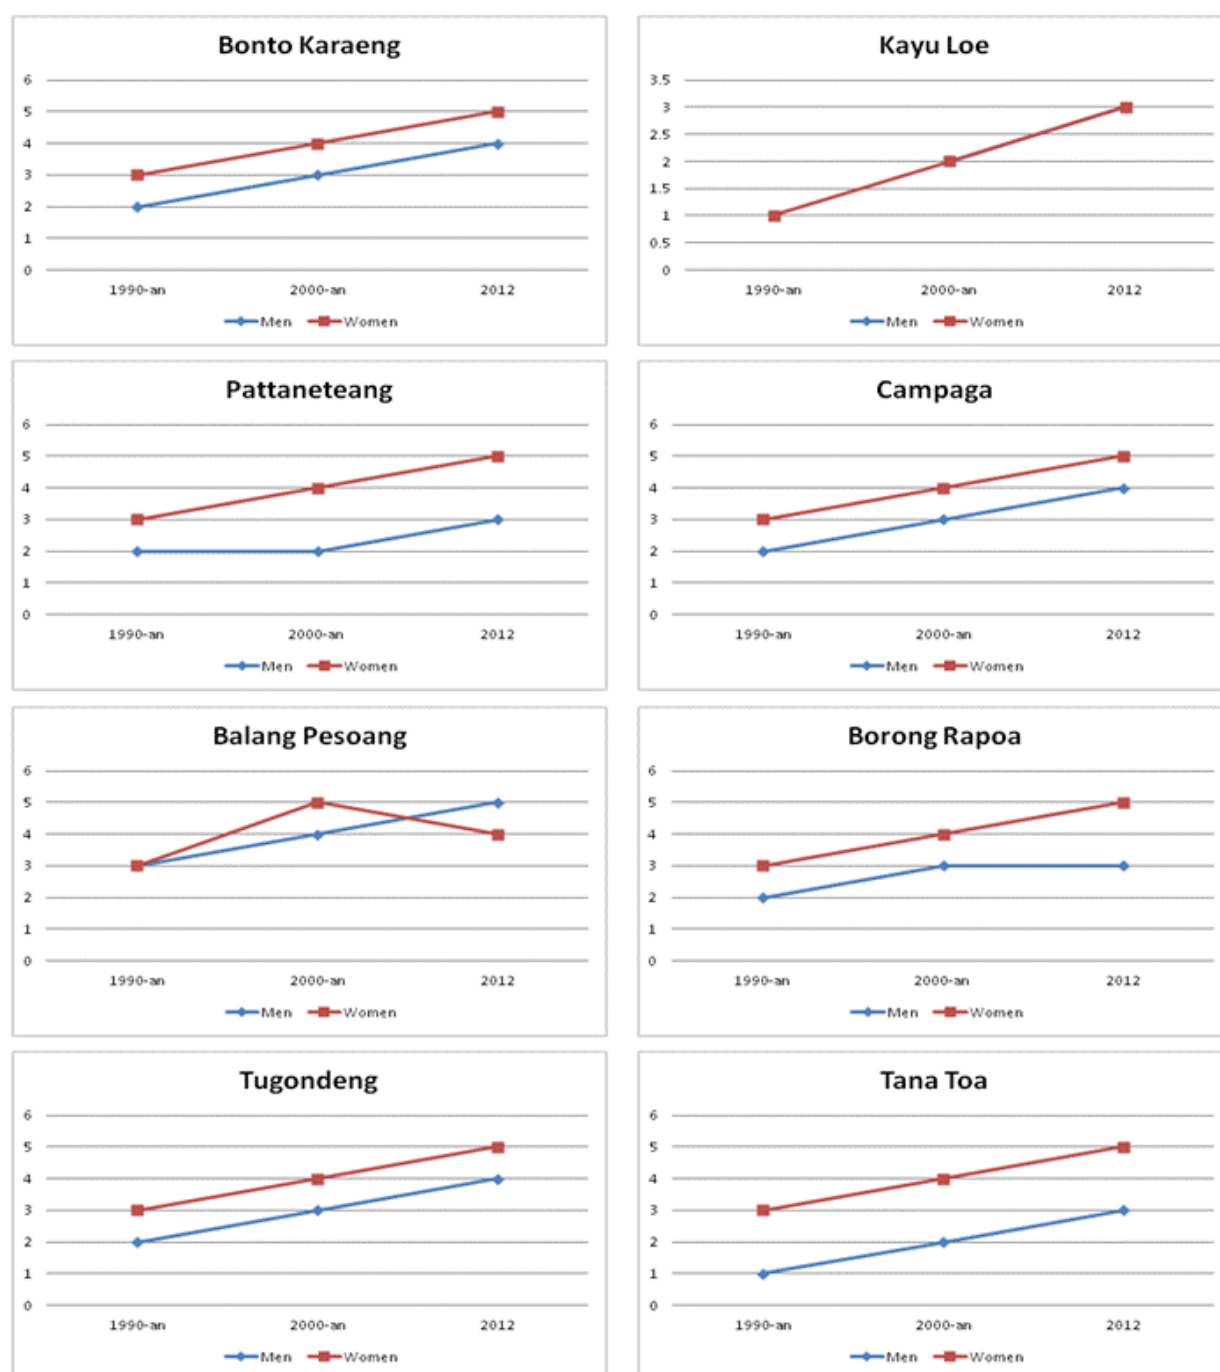 Bonto Karaeng
6
5
4
3
2
1
0
1990-an 2000-an 2012
Men Women
Kayu Loe
3.5
3
2.5
2
1.5
1
0.5
0
1990-an 2000-an 2012
Men Women
Pattaneteang
6
5
4
3
2
1
0
1990-an 2000-an 2012
Men Women
Campaga
6
5
4
3
2
1
0
1990-an 2000-an 2012
Men Women
Balang Pesoang
6
5
4
3
2
1
0
1990-an 2000-an 2012
Men Women
Borong Rapoa
6
5
4
3
2
1
0
1990-an 2000-an 2012
Men Women
Tugondeng
6
5
4
3
2
1
0
1990-an 2000-an 2012
Men Women
Tana Toa
6
5
4
3
2
1
0
1990-an 2000-an 2012
Men Women